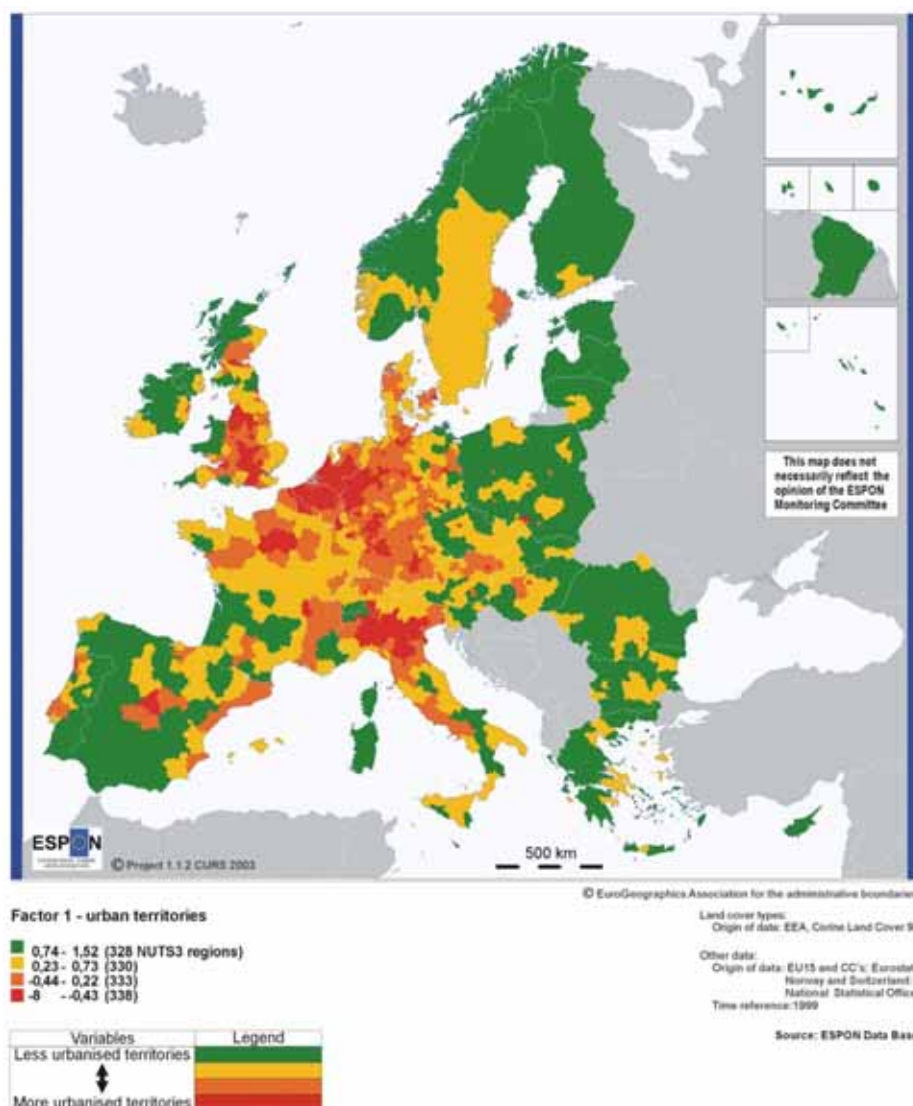 This map does not
necessarily reflect the
opinion of the ESPON
Monitoring Committee
ESPON
© Project 1.1.2 CURS 2003
500 km
© EuroGeographics Association for the administrative boundaries
Factor 1 - urban territories
0,74 - 1,52 (328 NUTS3 regions)
0,23 - 0,73 (330)
-0,44 - 0,22 (333)
-8 - -0,43 (338)
Land cover types:
Origin of data: EEA, Corine Land Cover 9
Other data:
Origin of data: EU15 and CC's: Eurostat
Norway and Switzerland:
National Statistical Office
Time reference:1999
Source: ESPON Data Bas
Variables Legend
Less urbanised territories
More urbanised territories